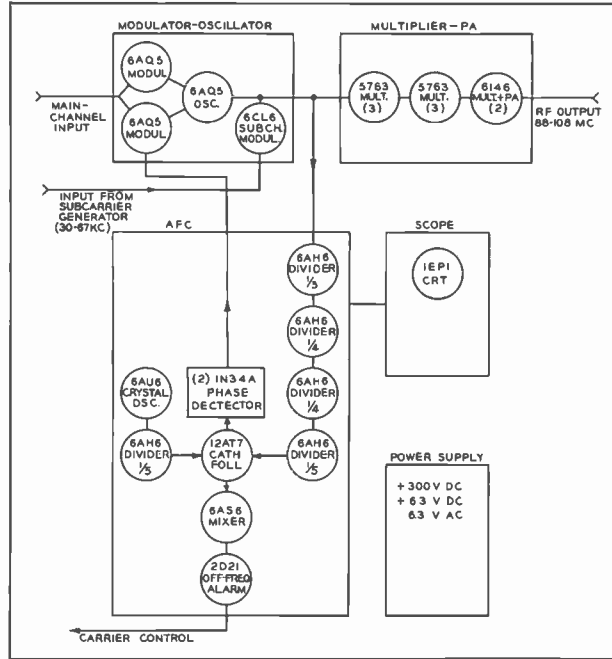 MODULATOR-OSCILLATOR
MULTIPLIER-PA
6AQ5
MODUL
6AQ5
OSC.
6AQ5
MODUL
6CL6
SUBCH.
MODUL.
MAIN-
CHANNEL
INPUT
5763
MULT.
(3)
5763
MULT.
(3)
6146
MULT+PA
(2)
RF OUTPUT
88-108 MC
INPUT FROM
SUBCARRIER
GENERATOR
(30-67KC)
AFC
SCOPE
6AH6
DIVIDER
1/3
1EP1
CRT
6AH6
DIVIDER
1/4
6AU6
CRYSTAL
OSC.
(2) IN34A
PHASE
DECTECTOR
6AH6
DIVIDER
1/4
6AH6
DIVIDER
1/5
12AT7
CATH
FOLL
6AH6
DIVIDER
1/5
6AS6
MIXER
2D21
OFF-FREQ
ALARM
POWER SUPPLY
+300V DC
+ 63 V DC
6.3 V AC
CARRIER CONTROL